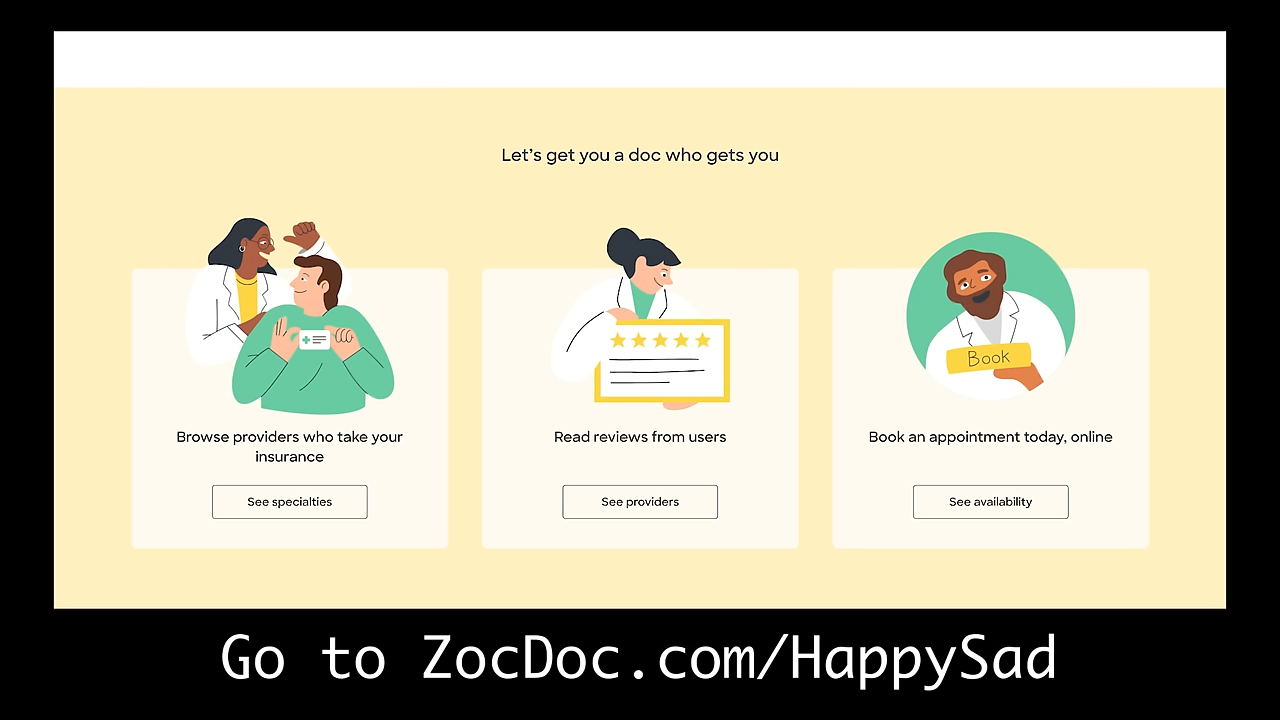 Let's get you a doc who gets you
Browse providers who take your
insurance
See specialties
Read reviews from users
See providers
Book
Book an appointment today, online
See availability
Go to ZocDoc.com/HappySad